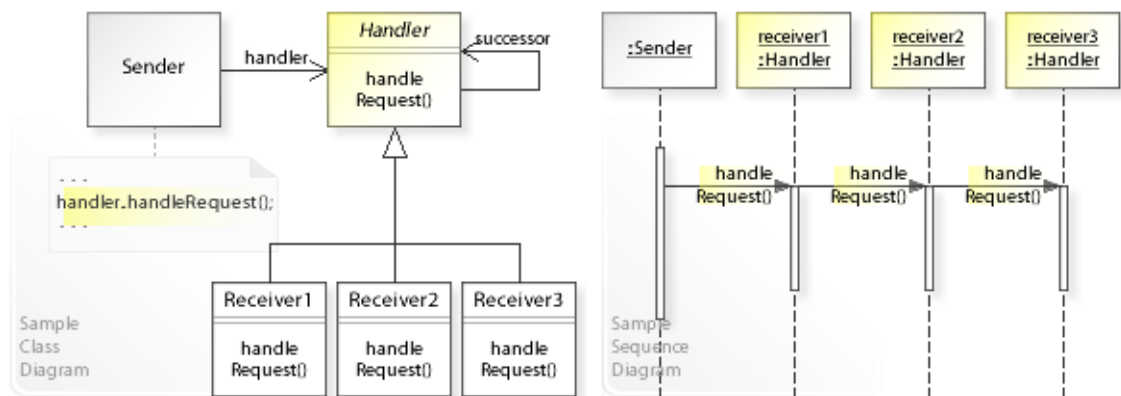 Sender
handler
Handler
handle
Request()
successor
- - -
handler.handleRequest();
- - -
Receiver1
handle
Request()
Receiver2
handle
Request()
Receiver3
handle
Request()
Sample
Class
Diagram
:Sender
receiver1
:Handler
receiver2
:Handler
receiver3
:Handler
handle
Request()
handle
Request()
handle
Request()
Sample
Sequence
Diagram